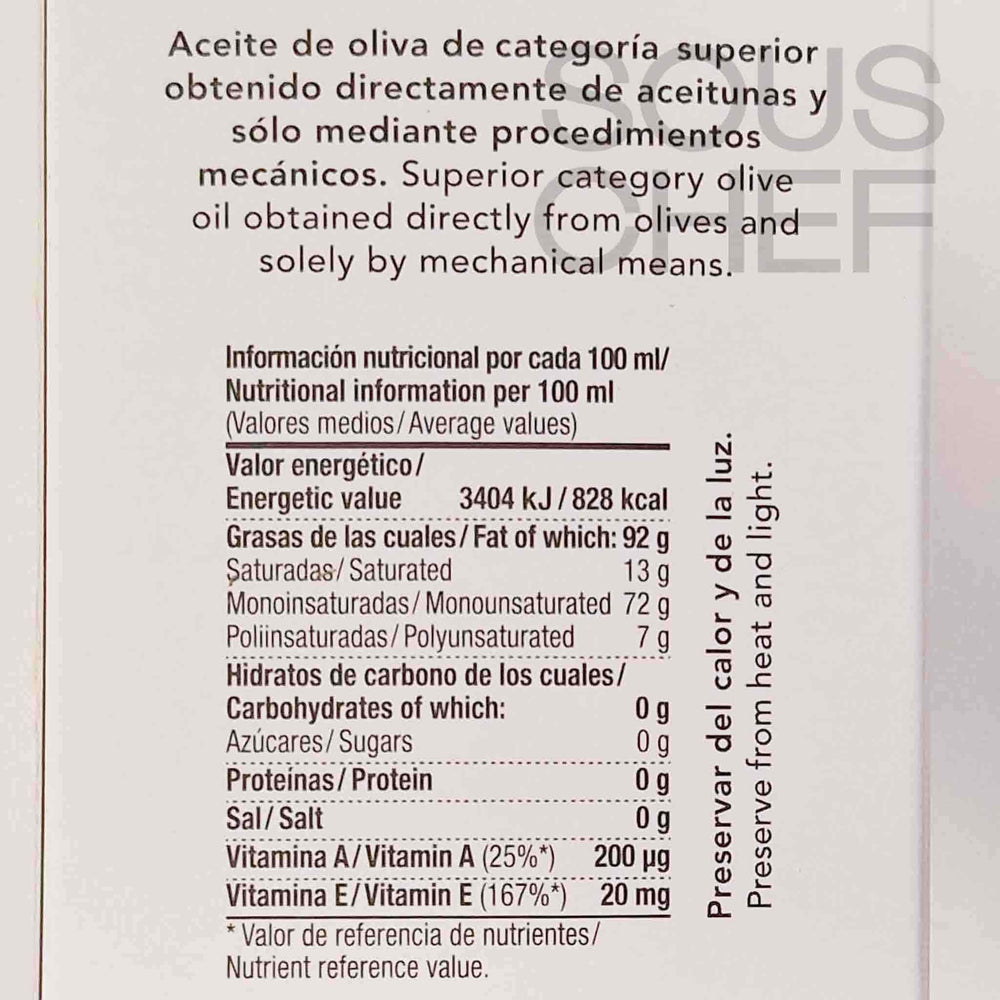 Aceite de oliva de categoría superior
obtenido directamente de aceitunas y
sólo mediante procedimientos
mecánicos. Superior category olive
oil obtained directly from olives and
solely by mechanical means.
SOUS
CHEF
Información nutricional por cada 100 ml/
Nutritional information per 100 ml
(Valores medios/Average values)
Valor energético/
Energetic value 3404 kJ/828 kcal
Grasas de las cuales/Fat of which: 92 g
Saturadas/Saturated 13 g
Monoinsaturadas/Monounsaturated 72 g
Poliinsaturadas/Polyunsaturated 7 g
Hidratos de carbono de los cuales/
Carbohydrates of which: 0 g
Azúcares/Sugars 0 g
Proteínas/Protein 0 g
Sal/Salt 0 g
Vitamina A/Vitamin A (25%*) 200 µg
Vitamina E/Vitamin E (167%*) 20 mg
* Valor de referencia de nutrientes/
Nutrient reference value.
Preservar del calor y de la luz.
Preserve from heat and light.